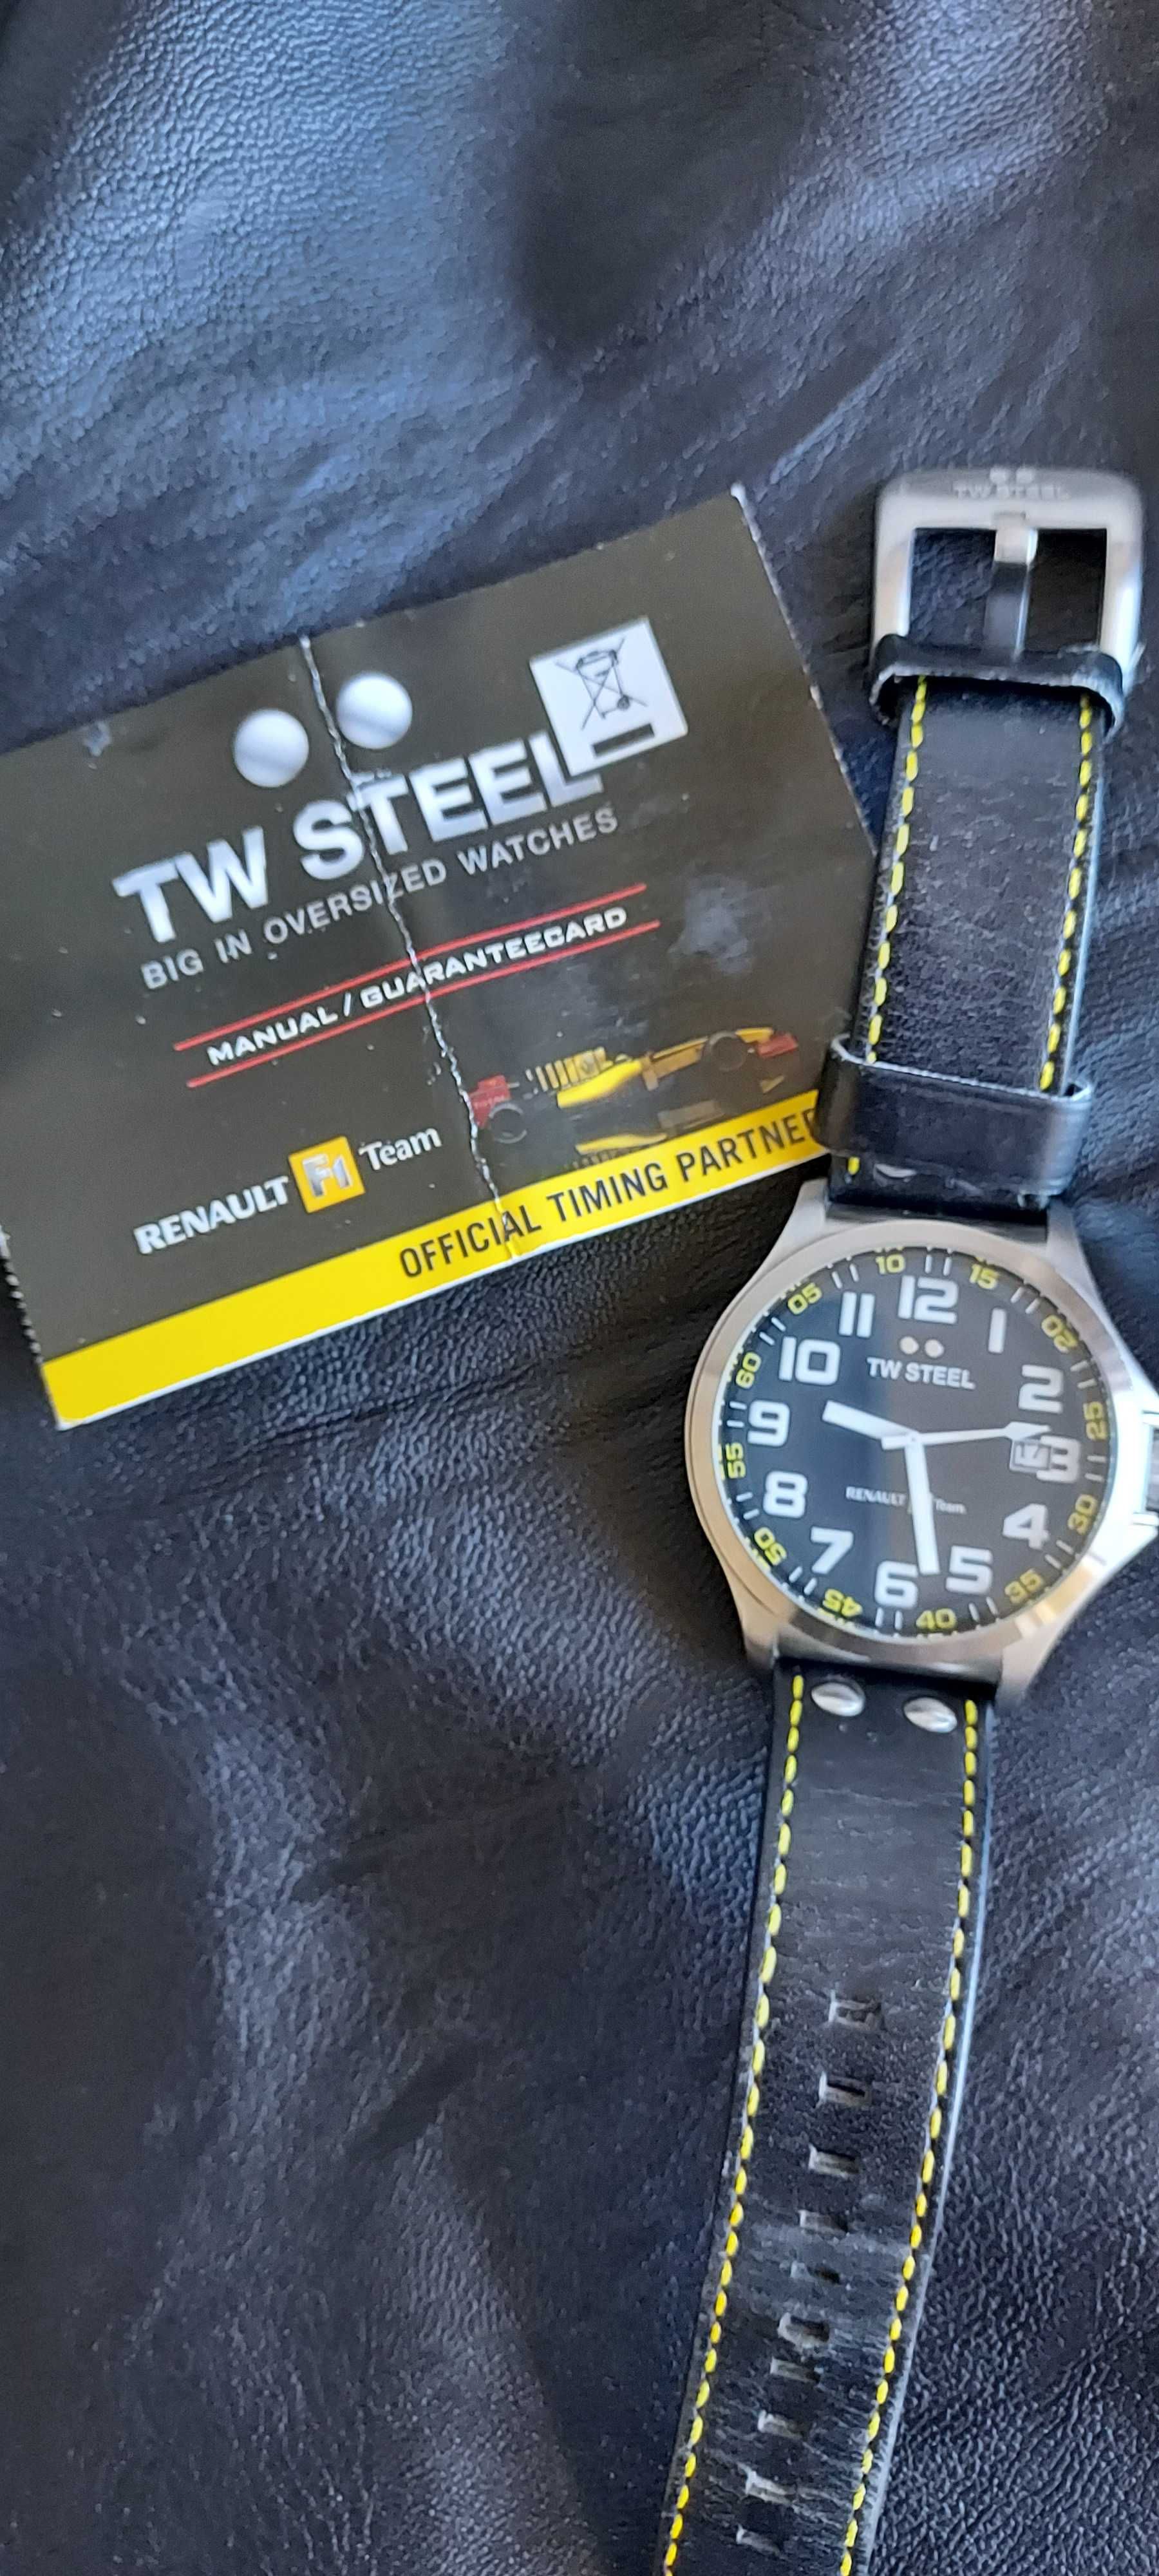 TW STEEL
TW STEEL
BIG IN OVERSIZED WATCHES
MANUAL / GUARANTEECARD
RENAULT F1 Team
OFFICIAL TIMING PARTNER
05 10 15 20 25 30 35 40 45 50 55 60
12 1 2 3 4 5 6 7 8 9 10 11
TW STEEL
RENAULT Team